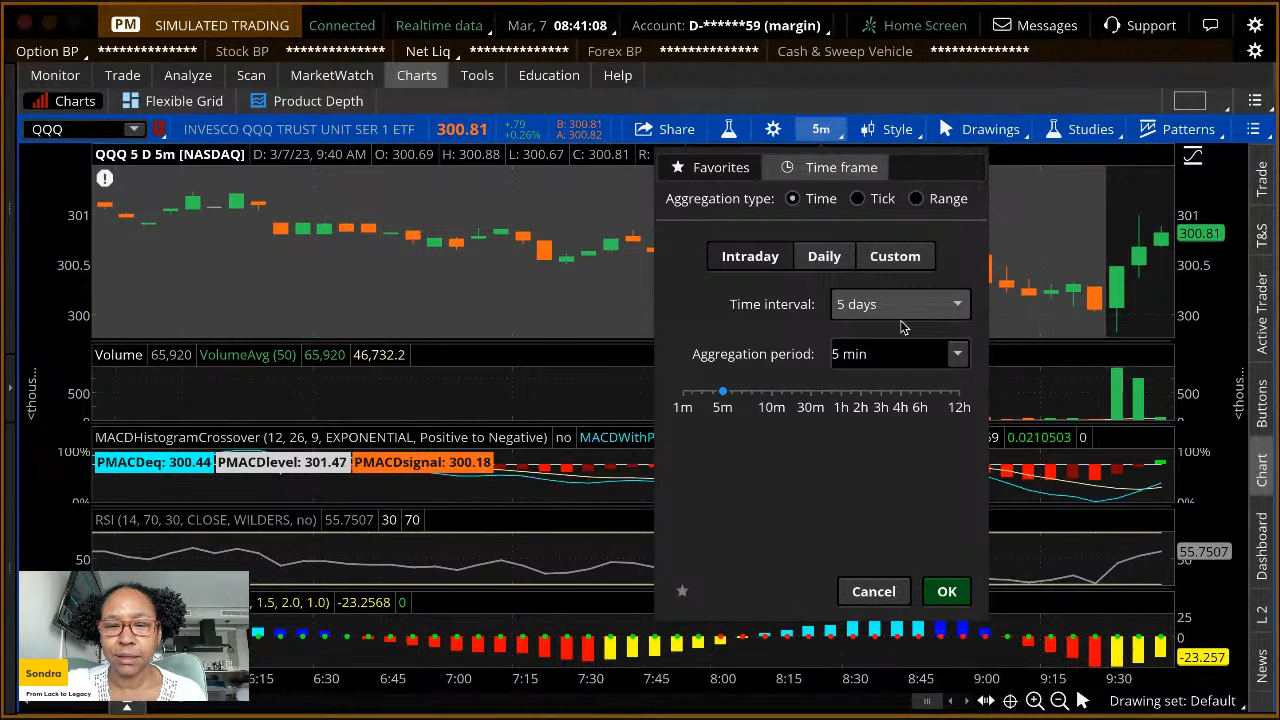 PM SIMULATED TRADING Connected Realtime data Mar, 7 08:41:08 Account: D-******59 (margin) Home Screen Messages Support
Option BP ************** Stock BP ************** Net Liq ************** Forex BP ************** Cash & Sweep Vehicle **************
Monitor Trade Analyze Scan MarketWatch Charts Tools Education Help
Charts Flexible Grid Product Depth
QQQ INVESCO QQQ TRUST UNIT SER 1 ETF 300.81 +.79 +0.26% B: 300.81 A: 300.82 Share 5m Style Drawings Studies Patterns
QQQ 5 D 5m [NASDAQ] D: 3/7/23, 9:40 AM O: 300.69 H: 300.88 L: 300.67 C: 300.81 R:
Favorites Time frame
Aggregation type: Time Tick Range
Intraday Daily Custom
Time interval: 5 days
Aggregation period: 5 min
1m 5m 10m 30m 1h 2h 3h 4h 6h 12h
Cancel OK
301
300.5
300
301
300.81
300.5
300
Volume 65,920 VolumeAvg (50) 65,920 46,732.2
500
<thous...
500
<thous...
MACDHistogramCrossover (12, 26, 9, EXPONENTIAL, Positive to Negative) no MACDWithP 69 0.0210503 0
100%
PMACDeq: 300.44 PMACDlevel: 301.47 PMACDsignal: 300.18
0%
100%
0%
RSI (14, 70, 30, CLOSE, WILDERS, no) 55.7507 30 70
50
55.7507
, 1.5, 2.0, 1.0) -23.2568 0
25
0
-23.257
6:15 6:30 6:45 7:00 7:15 7:30 7:45 8:00 8:15 8:30 8:45 9:00 9:15 9:30
Drawing set: Default
Trade
T&S
Active Trader
Buttons
Chart
Dashboard
L 2
News
Sondra
From Lack to Legacy